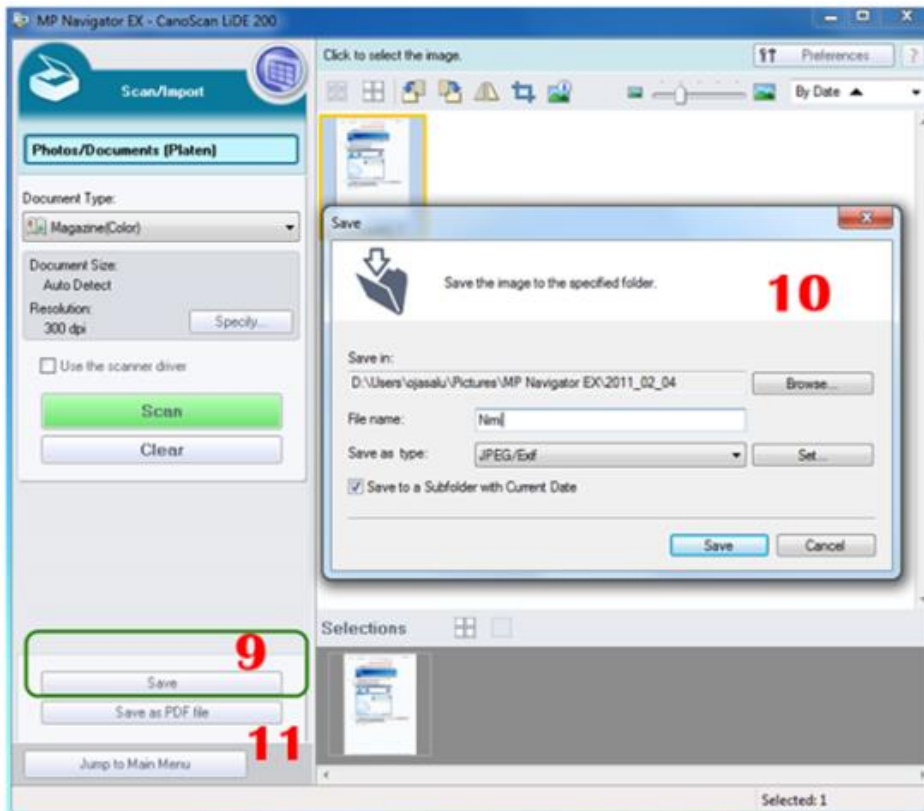 MP Navigator EX - CanoScan LiDE 200
Scan/Import
Photos/Documents (Platen)
Document Type:
Magazine(Color)
Document Size:
Auto Detect
Resolution:
300 dpi
Specify...
Use the scanner driver
Scan
Clear
9
Save
Save as PDF file
11
Jump to Main Menu
Click to select the image.
Preferences
?
By Date
Save
Save the image to the specified folder.
10
Save in:
D:\Users\ojasalu\Pictures\MP Navigator EX\2011_02_04
Browse...
File name:
Nimi
Save as type:
JPEG/Exif
Set...
Save to a Subfolder with Current Date
Save
Cancel
Selections
Selected: 1